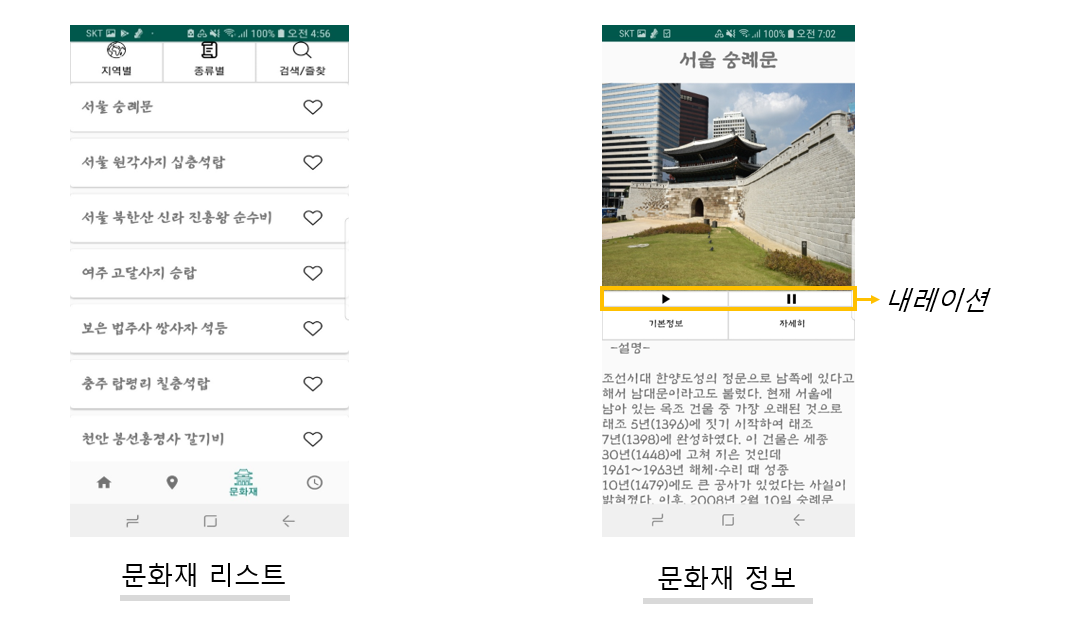 SKT 100% 오전 4:56
지역별 종류별 검색/즐찾
서울 숭례문
서울 원각사지 십층석탑
서울 북한산 신라 진흥왕 순수비
여주 고달사지 승탑
보은 법주사 쌍사자 석등
충주 탑평리 칠층석탑
천안 봉선홍경사 갈기비
문화재
문화재 리스트
SKT 100% 오전 7:02
서울 숭례문
내레이션
기본정보 자세히
-설명-
조선시대 한양도성의 정문으로 남쪽에 있다고
해서 남대문이라고도 불렀다. 현재 서울에
남아 있는 목조 건물 중 가장 오래된 것으로
태조 5년(1396)에 짓기 시작하여 태조
7년(1398)에 완성하였다. 이 건물은 세종
30년(1448)에 고쳐 지은 것인데
1961~1963년 해체·수리 때 성종
10년(1479)에도 큰 공사가 있었다는 사실이
밝혀졌다. 이후, 2008년 2월 10일 숭례문
문화재 정보